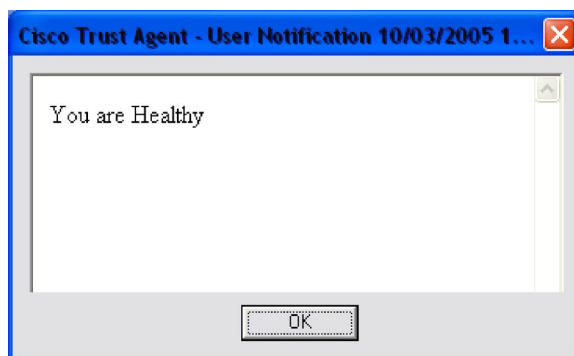 Cisco Trust Agent - User Notification 10/03/2005 1...
You are Healthy
OK